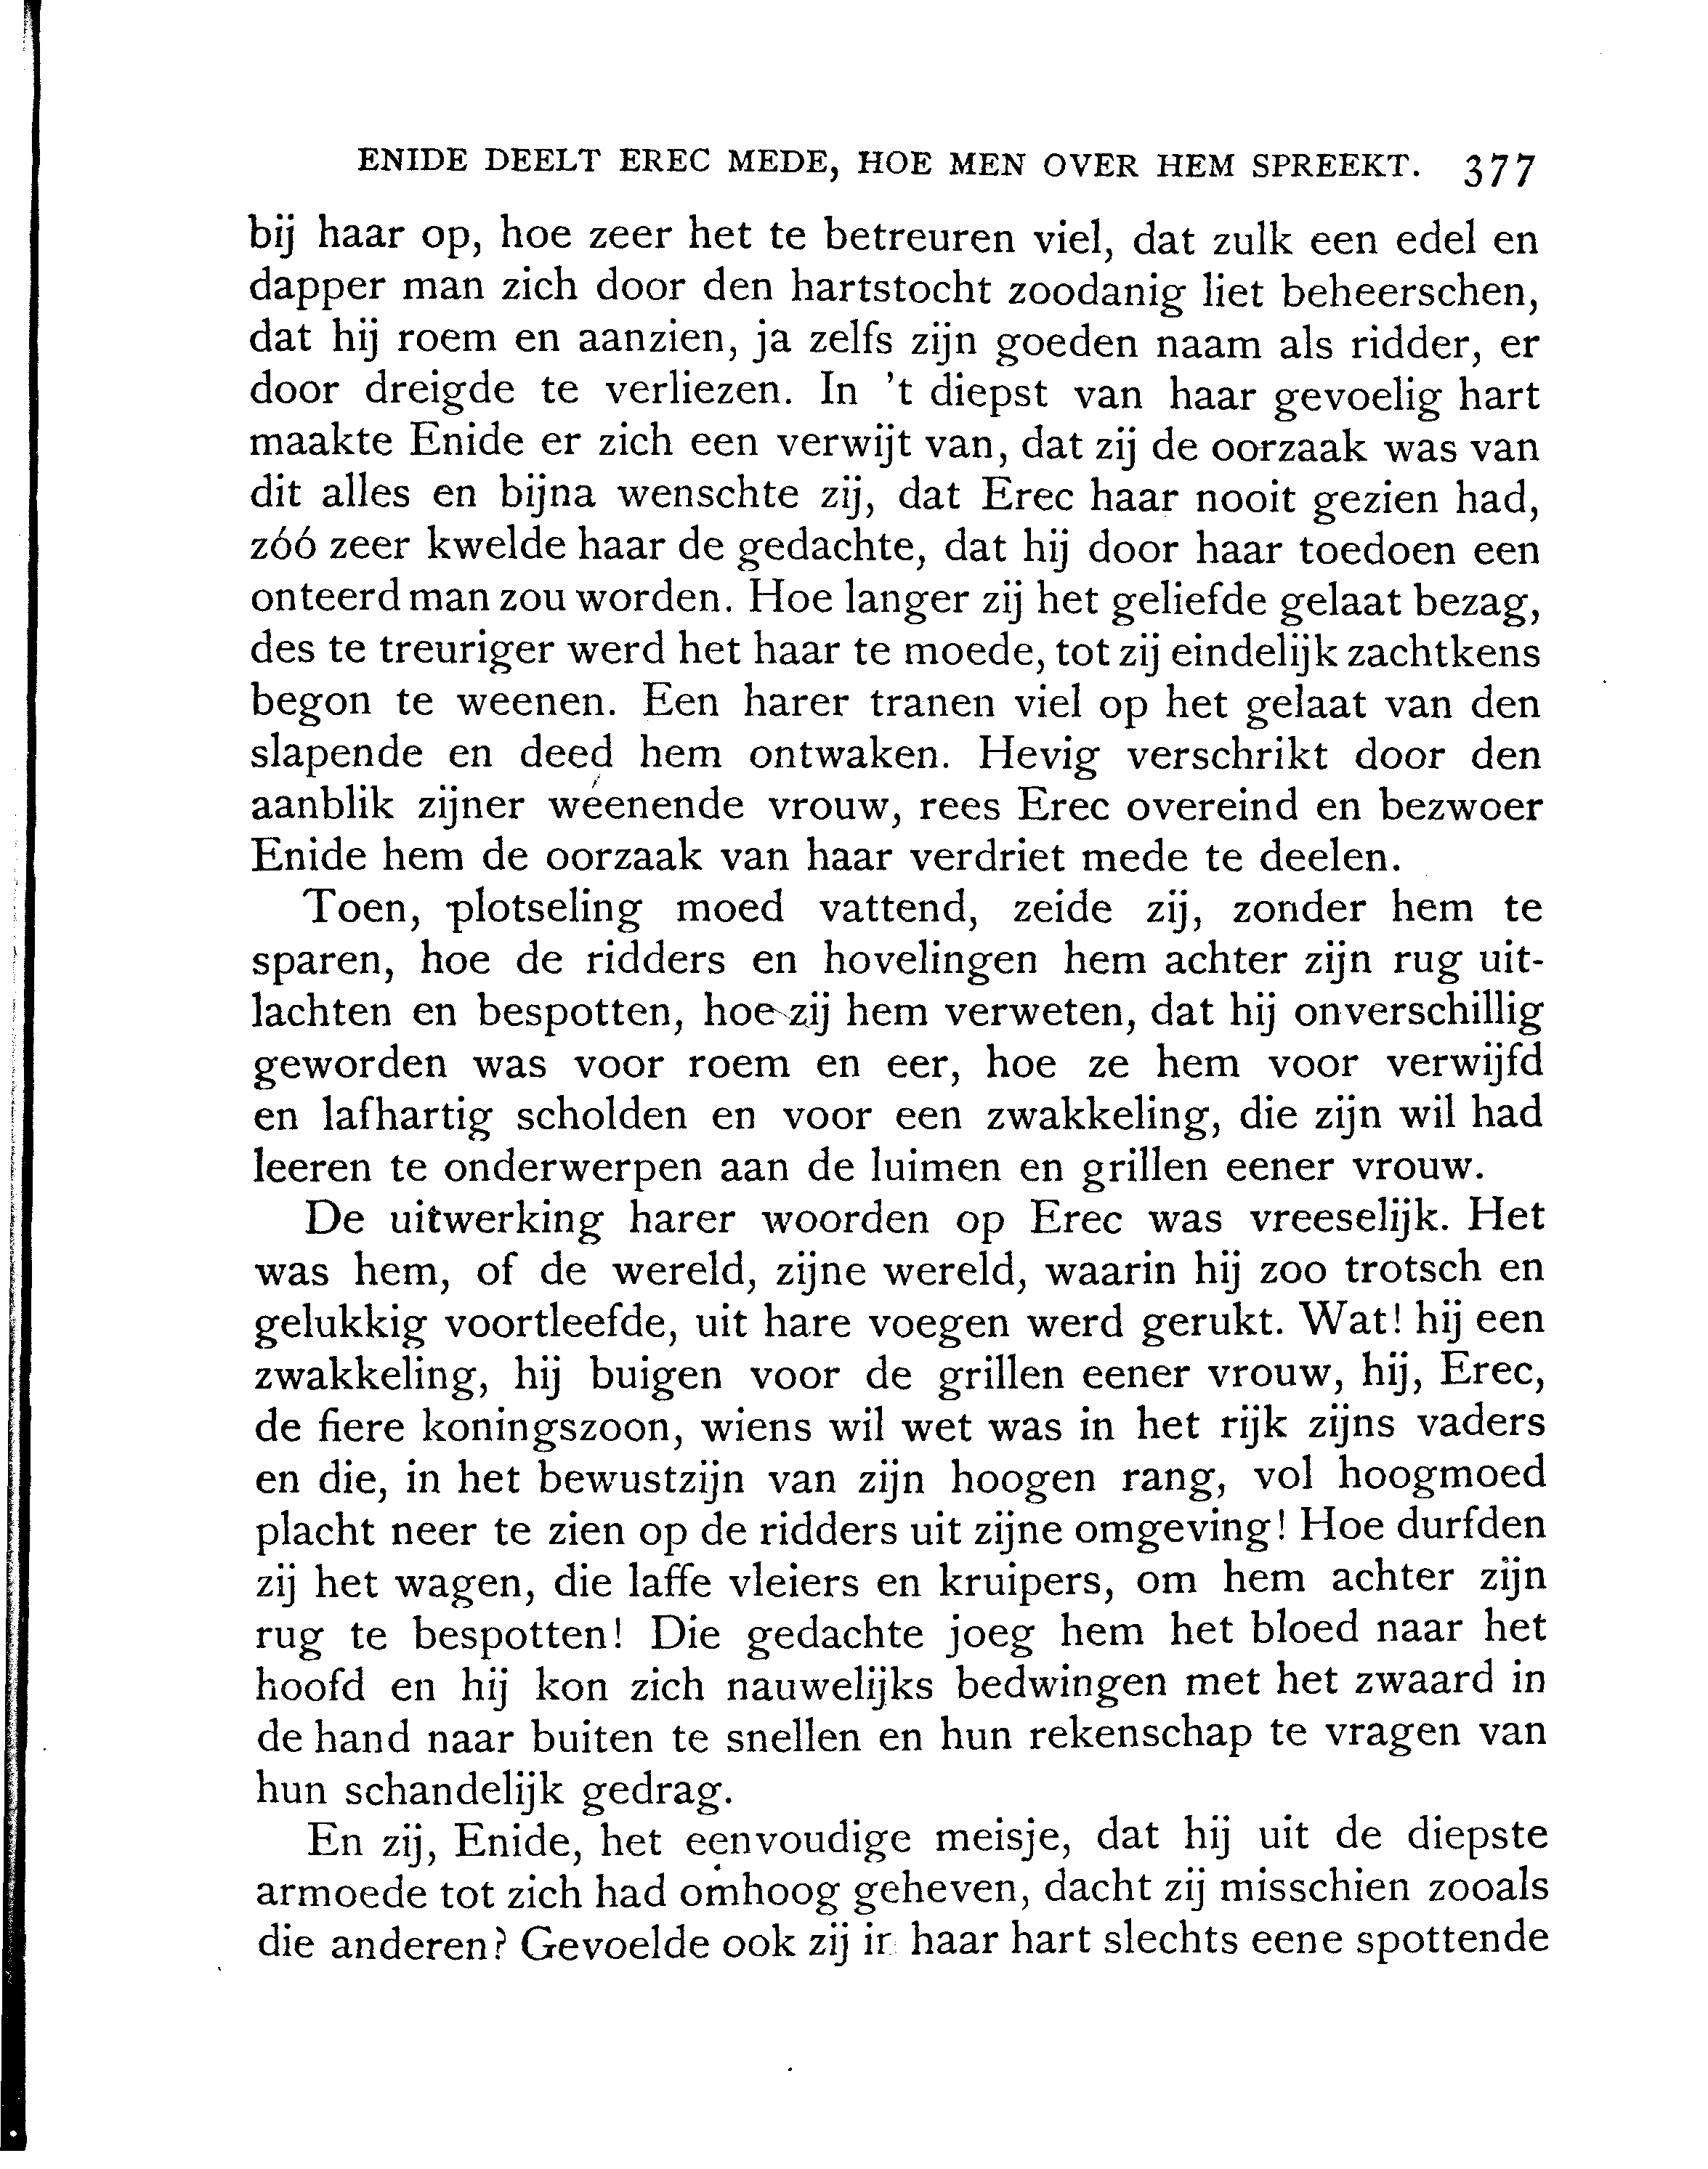 ENIDE DEELT EREC MEDE, HOE MEN OVER HEM SPREEKT. 377
bij haar op, hoe zeer het te betreuren viel, dat zulk een edel en
dapper man zich door den hartstocht zoodanig liet beheerschen,
dat hij roem en aanzien, ja zelfs zijn goeden naam als ridder, er
door dreigde te verliezen. In 't diepst van haar gevoelig hart
maakte Enide er zich een verwijt van, dat zij de oorzaak was van
dit alles en bijna wenschte zij, dat Erec haar nooit gezien had,
zóó zeer kwelde haar de gedachte, dat hij door haar toedoen een
onteerd man zou worden. Hoe langer zij het geliefde gelaat bezag,
des te treuriger werd het haar te moede, tot zij eindelijk zachtkens
begon te weenen. Een harer tranen viel op het gelaat van den
slapende en deed hem ontwaken. Hevig verschrikt door den
aanblik zijner weenende vrouw, rees Erec overeind en bezwoer
Enide hem de oorzaak van haar verdriet mede te deelen.
Toen, plotseling moed vattend, zeide zij, zonder hem te
sparen, hoe de ridders en hovelingen hem achter zijn rug uit-
lachten en bespotten, hoe zij hem verweten, dat hij onverschillig
geworden was voor roem en eer, hoe ze hem voor verwijfd
en lafhartig scholden en voor een zwakkeling, die zijn wil had
leeren te onderwerpen aan de luimen en grillen eener vrouw.
De uitwerking harer woorden op Erec was vreeselijk. Het
was hem, of de wereld, zijne wereld, waarin hij zoo trotsch en
gelukkig voortleefde, uit hare voegen werd gerukt. Wat! hij een
zwakkeling, hij buigen voor de grillen eener vrouw, hij, Erec,
de fiere koningszoon, wiens wil wet was in het rijk zijns vaders
en die, in het bewustzijn van zijn hoogen rang, vol hoogmoed
placht neer te zien op de ridders uit zijne omgeving! Hoe durfden
zij het wagen, die laffe vleiers en kruipers, om hem achter zijn
rug te bespotten! Die gedachte joeg hem het bloed naar het
hoofd en hij kon zich nauwelijks bedwingen met het zwaard in
de hand naar buiten te snellen en hun rekenschap te vragen van
hun schandelijk gedrag.
En zij, Enide, het eenvoudige meisje, dat hij uit de diepste
armoede tot zich had omhoog geheven, dacht zij misschien zooals
die anderen? Gevoelde ook zij in haar hart slechts eene spottende